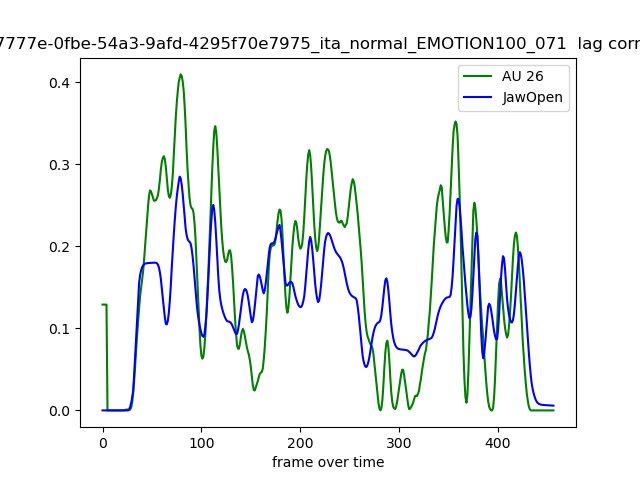 7777e-0fbe-54a3-9afd-4295f70e7975_ita_normal_EMOTION100_071 lag corr
AU 26
JawOpen
0.4
0.3
0.2
0.1
0.0
0 100 200 300 400
frame over time